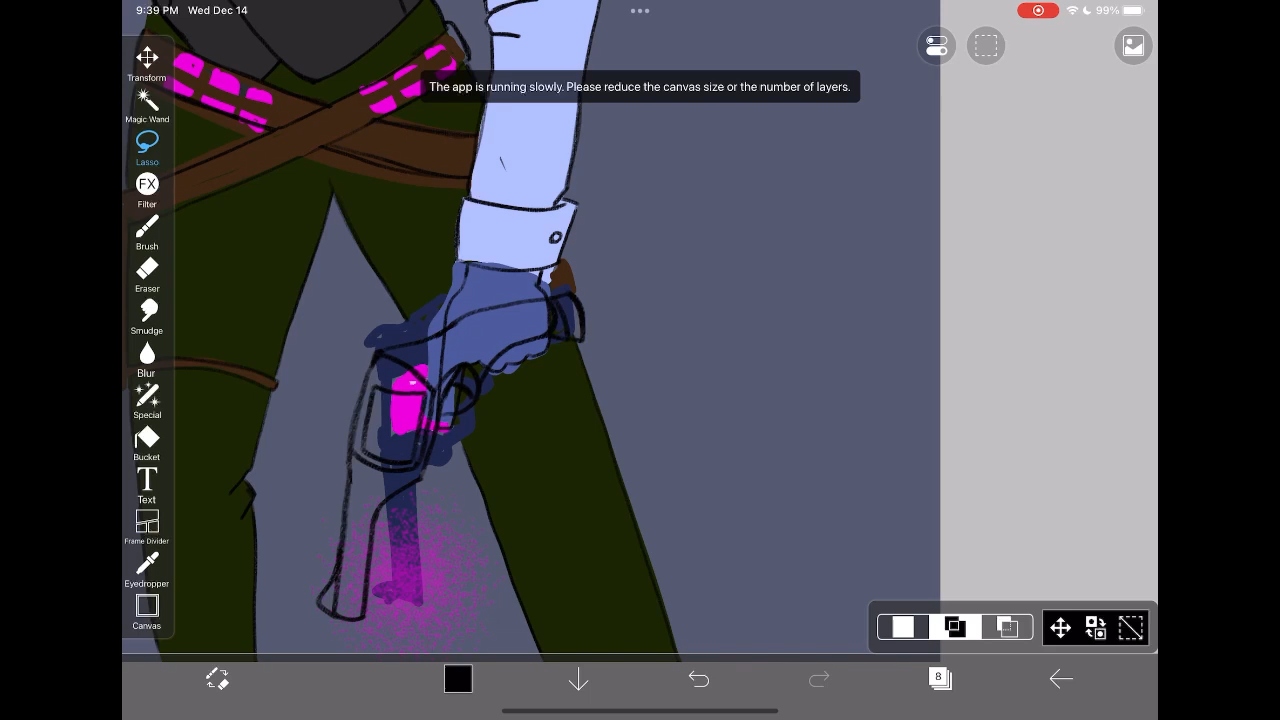 9:39 PM Wed Dec 14
99%
The app is running slowly. Please reduce the canvas size or the number of layers.
Transform
Magic Wand
Lasso
FX
Filter
Brush
Eraser
Smudge
Blur
Special
Bucket
T
Text
Frame Divider
Eyedropper
Canvas
8